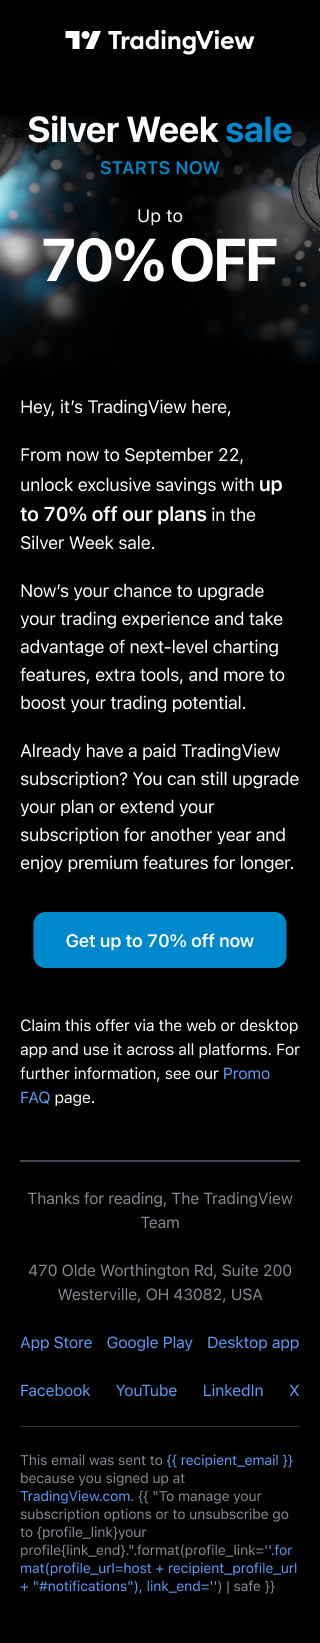 TradingView
Silver Week sale
STARTS NOW
Up to
70% OFF
Hey, it’s TradingView here,
From now to September 22,
unlock exclusive savings with up
to 70% off our plans in the
Silver Week sale.
Now’s your chance to upgrade
your trading experience and take
advantage of next-level charting
features, extra tools, and more to
boost your trading potential.
Already have a paid TradingView
subscription? You can still upgrade
your plan or extend your
subscription for another year and
enjoy premium features for longer.
Get up to 70% off now
Claim this offer via the web or desktop
app and use it across all platforms. For
further information, see our Promo
FAQ page.
Thanks for reading, The TradingView
Team
470 Olde Worthington Rd, Suite 200
Westerville, OH 43082, USA
App Store Google Play Desktop app
Facebook YouTube LinkedIn X
This email was sent to {{ recipient_email }}
because you signed up at
TradingView.com. {{ "To manage your
subscription options or to unsubscribe go
to {profile_link}your
profile{link_end}.".format(profile_link=''.for
mat(profile_url=host + recipient_profile_url
+ "#notifications"), link_end='') | safe }}